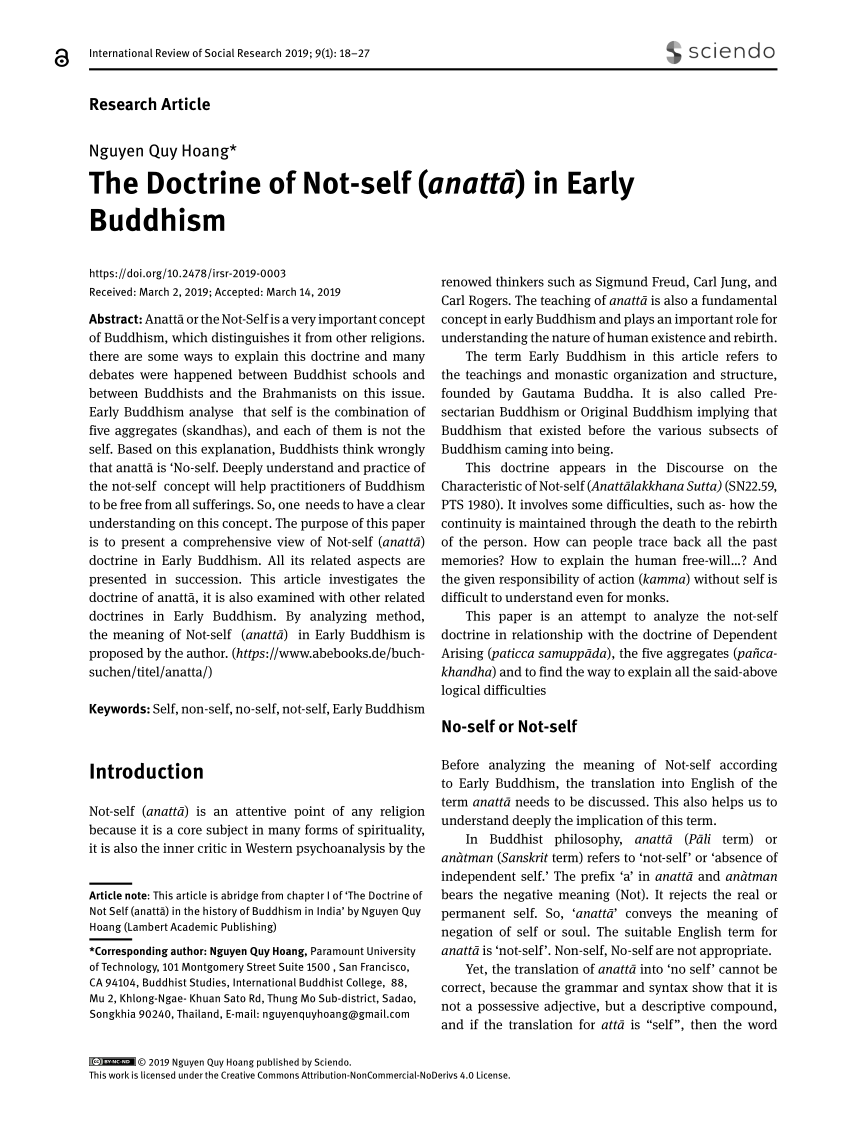 International Review of Social Research 2019; 9(1): 18–27
sciendo
Research Article
Nguyen Quy Hoang*
The Doctrine of Not-self (anattā) in Early
Buddhism
https://doi.org/10.2478/irsr-2019-0003
Received: March 2, 2019; Accepted: March 14, 2019
Abstract: Anattā or the Not-Self is a very important concept
of Buddhism, which distinguishes it from other religions.
there are some ways to explain this doctrine and many
debates were happened between Buddhist schools and
between Buddhists and the Brahmanists on this issue.
Early Buddhism analyse that self is the combination of
five aggregates (skandhas), and each of them is not the
self. Based on this explanation, Buddhists think wrongly
that anattā is ‘No-self. Deeply understand and practice of
the not-self concept will help practitioners of Buddhism
to be free from all sufferings. So, one needs to have a clear
understanding on this concept. The purpose of this paper
is to present a comprehensive view of Not-self (anattā)
doctrine in Early Buddhism. All its related aspects are
presented in succession. This article investigates the
doctrine of anattā, it is also examined with other related
doctrines in Early Buddhism. By analyzing method,
the meaning of Not-self (anattā) in Early Buddhism is
proposed by the author. (https://www.abebooks.de/buch-
suchen/titel/anatta/)
Keywords: Self, non-self, no-self, not-self, Early Buddhism
Introduction
Not-self (anattā) is an attentive point of any religion
because it is a core subject in many forms of spirituality,
it is also the inner critic in Western psychoanalysis by the
Article note: This article is abridge from chapter I of ‘The Doctrine of
Not Self (anattā) in the history of Buddhism in India’ by Nguyen Quy
Hoang (Lambert Academic Publishing)
*Corresponding author: Nguyen Quy Hoang, Paramount University
of Technology, 101 Montgomery Street Suite 1500 , San Francisco,
CA 94104, Buddhist Studies, International Buddhist College, 88,
Mu 2, Khlong-Ngae- Khuan Sato Rd, Thung Mo Sub-district, Sadao,
Songkhia 90240, Thailand, E-mail: nguyenquyhoang@gmail.com
renowed thinkers such as Sigmund Freud, Carl Jung, and
Carl Rogers. The teaching of anattā is also a fundamental
concept in early Buddhism and plays an important role for
understanding the nature of human existence and rebirth.
The term Early Buddhism in this article refers to
the teachings and monastic organization and structure,
founded by Gautama Buddha. It is also called Pre-
sectarian Buddhism or Original Buddhism implying that
Buddhism that existed before the various subsects of
Buddhism caming into being.
This doctrine appears in the Discourse on the
Characteristic of Not-self (Anattālakkhana Sutta) (SN22.59,
PTS 1980). It involves some difficulties, such as- how the
continuity is maintained through the death to the rebirth
of the person. How can people trace back all the past
memories? How to explain the human free-will...? And
the given responsibility of action (kamma) without self is
difficult to understand even for monks.
This paper is an attempt to analyze the not-self
doctrine in relationship with the doctrine of Dependent
Arising (paticca samuppāda), the five aggregates (pañca-
khandha) and to find the way to explain all the said-above
logical difficulties
No-self or Not-self
Before analyzing the meaning of Not-self according
to Early Buddhism, the translation into English of the
term anattā needs to be discussed. This also helps us to
understand deeply the implication of this term.
In Buddhist philosophy, anattā (Pāli term) or
anàtman (Sanskrit term) refers to ‘not-self’ or ‘absence of
independent self.’ The prefix ‘a’ in anattā and anàtman
bears the negative meaning (Not). It rejects the real or
permanent self. So, ‘anattā’ conveys the meaning of
negation of self or soul. The suitable English term for
anattā is ‘not-self’. Non-self, No-self are not appropriate.
Yet, the translation of anattā into ‘no self’ cannot be
correct, because the grammar and syntax show that it is
not a possessive adjective, but a descriptive compound,
and if the translation for attā is “self”, then the word
BY-NC-ND © 2019 Nguyen Quy Hoang published by Sciendo.
This work is licensed under the Creative Commons Attribution-NonCommercial-NoDerivs 4.0 License.